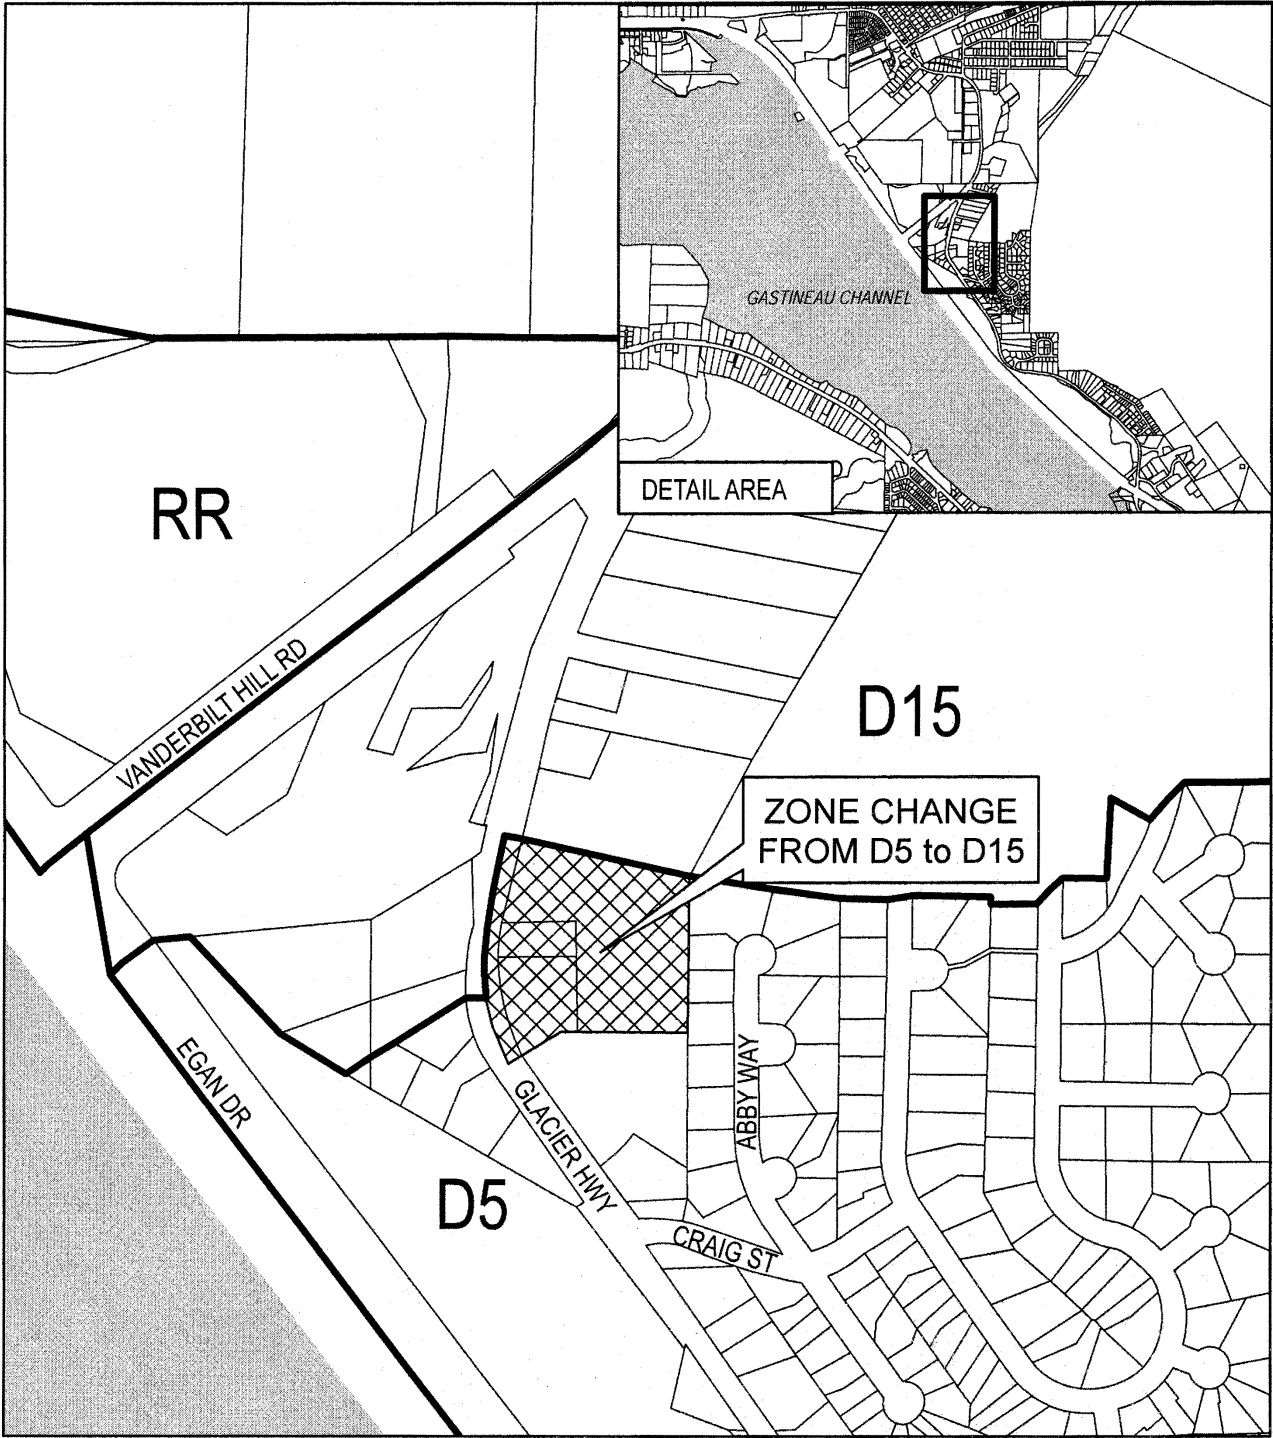 GASTINEAU CHANNEL
DETAIL AREA
RR
VANDERBILT HILL RD
D15
ZONE CHANGE
FROM D5 to D15
EGAN DR
GLACIER HWY
ABBY WAY
D5
CRAIG ST